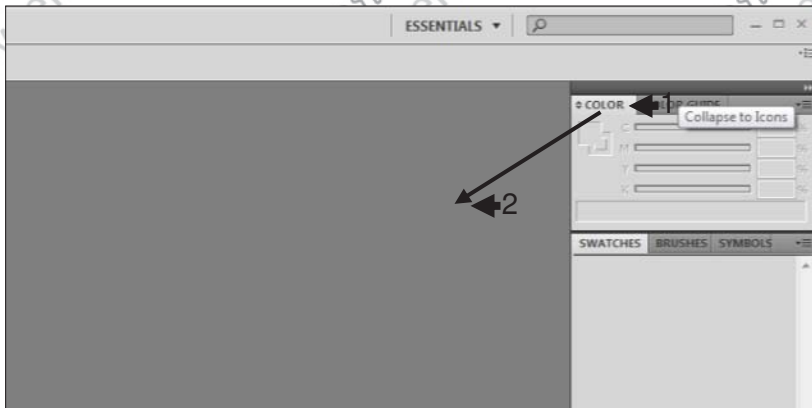 ESSENTIALS
COLOR
1
Collapse to Icons
C %
M %
Y %
K %
2
SWATCHES BRUSHES SYMBOLS